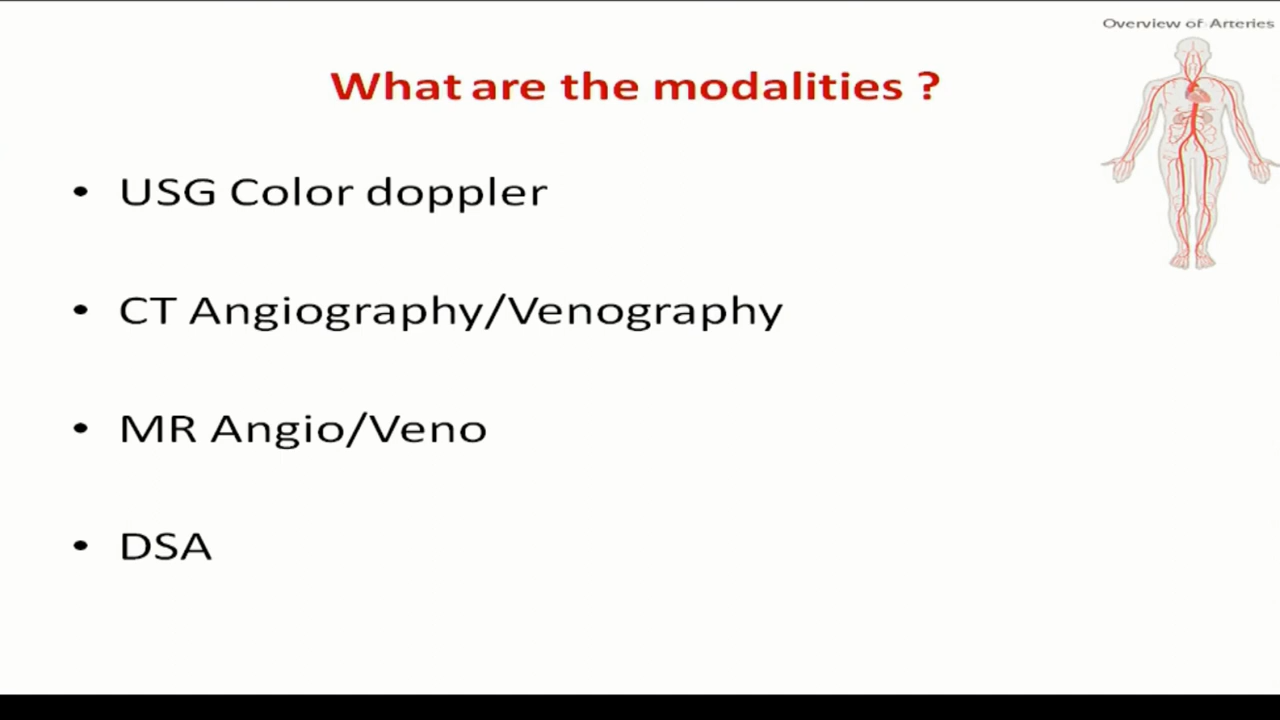 Overview of Arteries
What are the modalities ?
• USG Color doppler
• CT Angiography/Venography
• MR Angio/Veno
• DSA